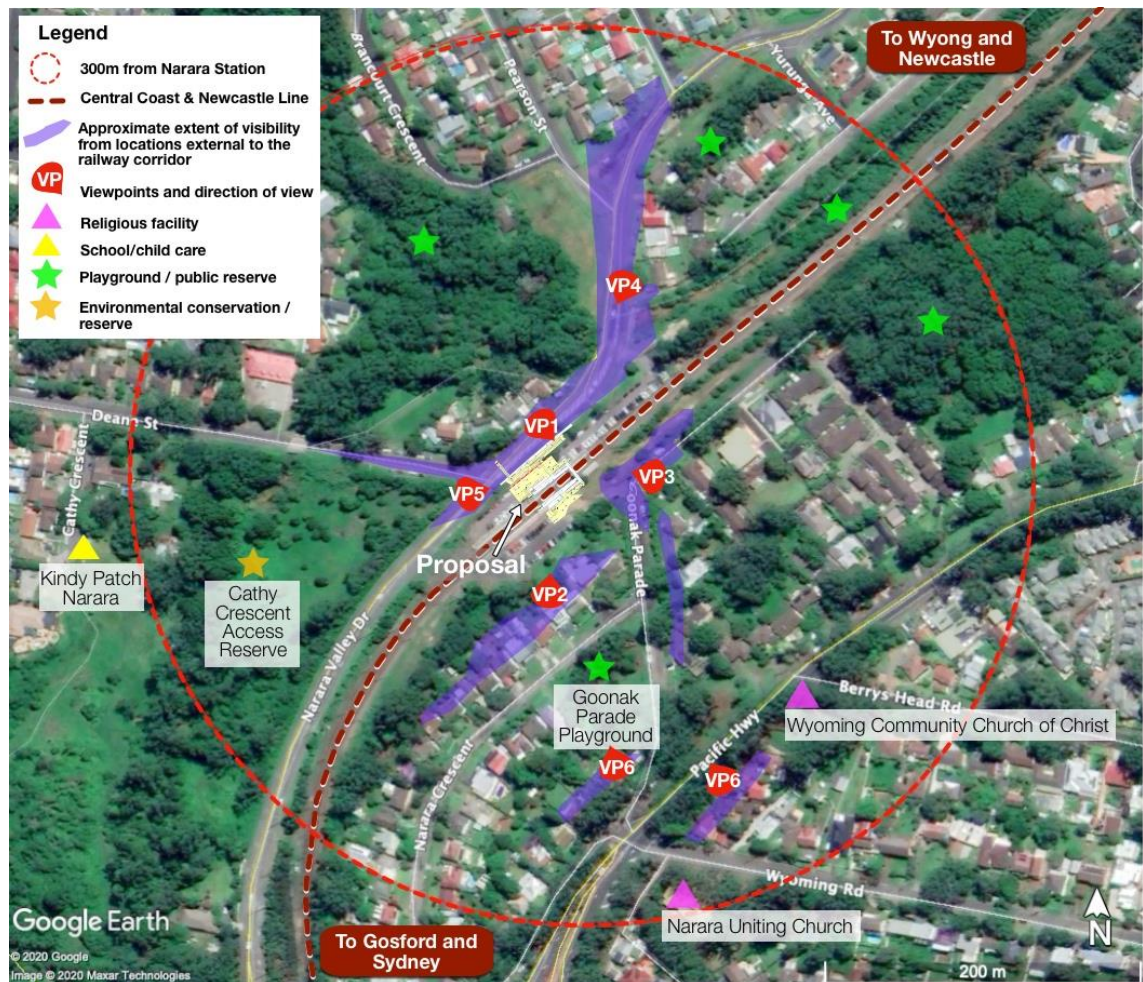 Legend
300m from Narara Station
Central Coast & Newcastle Line
Approximate extent of visibility
from locations external to the
railway corridor
VP
Viewpoints and direction of view
Religious facility
School/child care
Playground / public reserve
Environmental conservation /
reserve
To Wyong and
Newcastle
Brancourt Crescent
Pearson St
Yurunga Ave
VP4
Deane St
Cathy Crescent
VP1
VP5
VP3
Goonak Parade
Proposal
Kindy Patch
Narara
Cathy
Crescent
Access
Reserve
VP2
Narara Valley Dr
Goonak
Parade
Playground
Berrys Head Rd
Wyoming Community Church of Christ
Pacific Hwy
VP6
VP6
Narara Crescent
Wyoming Rd
Narara Uniting Church
To Gosford and
Sydney
Google Earth
© 2020 Google
Image © 2020 Maxar Technologies
N
200 m